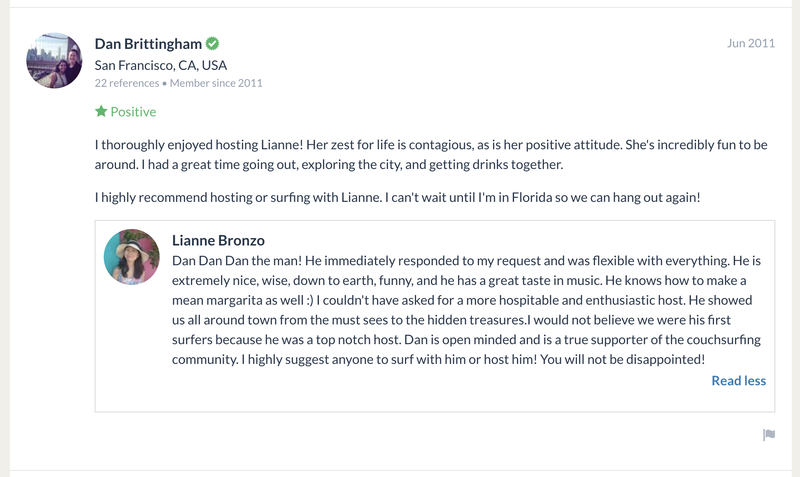 Dan Brittingham
Jun 2011
San Francisco, CA, USA
22 references • Member since 2011
Positive
I thoroughly enjoyed hosting Lianne! Her zest for life is contagious, as is her positive attitude. She's incredibly fun to be
around. I had a great time going out, exploring the city, and getting drinks together.
I highly recommend hosting or surfing with Lianne. I can't wait until I'm in Florida so we can hang out again!
Lianne Bronzo
Dan Dan Dan the man! He immediately responded to my request and was flexible with everything. He is
extremely nice, wise, down to earth, funny, and he has a great taste in music. He knows how to make a
mean margarita as well :) I couldn't have asked for a more hospitable and enthusiastic host. He showed
us all around town from the must sees to the hidden treasures.I would not believe we were his first
surfers because he was a top notch host. Dan is open minded and is a true supporter of the couchsurfing
community. I highly suggest anyone to surf with him or host him! You will not be disappointed!
Read less